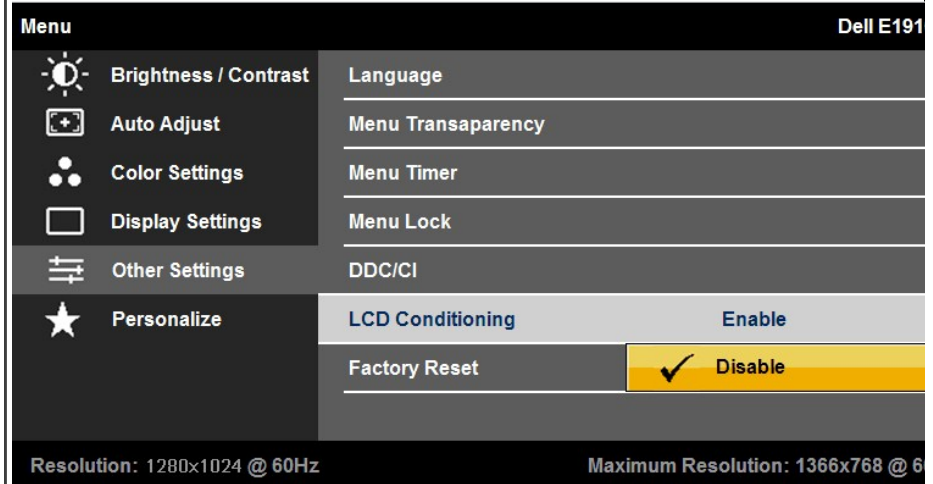 Menu Dell E191
Brightness / Contrast Language
Auto Adjust Menu Transaparency
Color Settings Menu Timer
Display Settings Menu Lock
Other Settings DDC/CI
Personalize LCD Conditioning Enable
Factory Reset Disable
Resolution: 1280x1024 @ 60Hz Maximum Resolution: 1366x768 @ 6